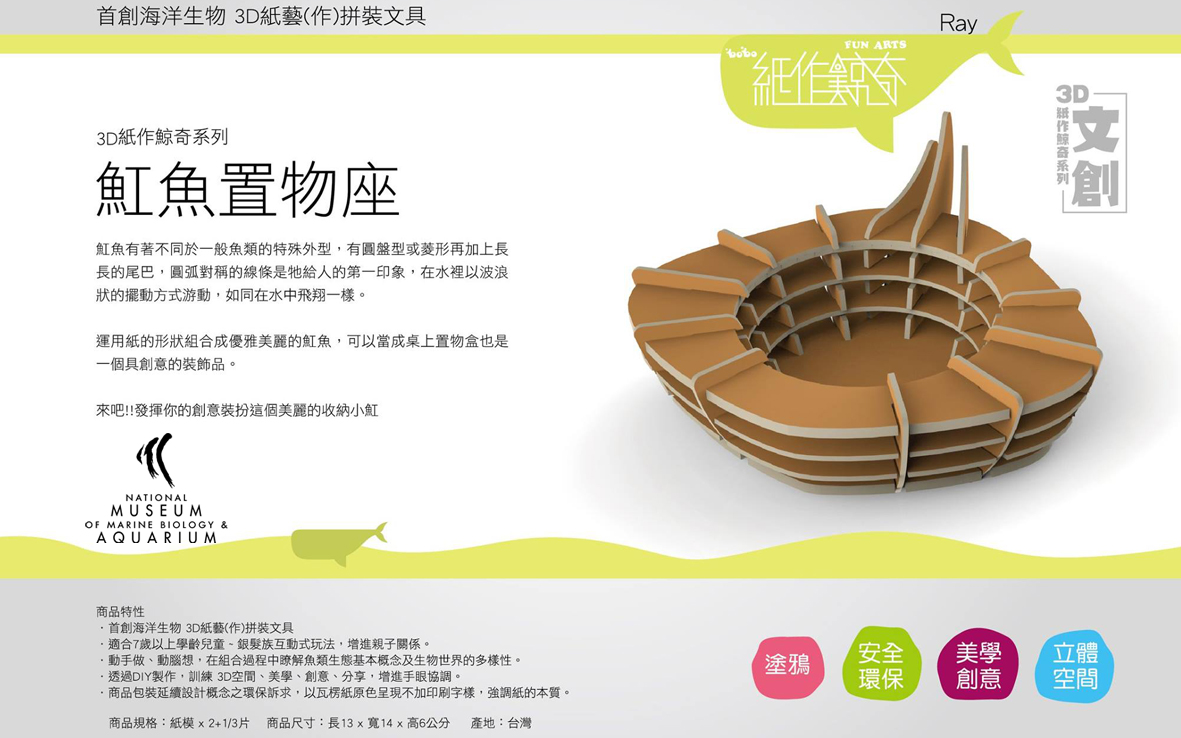 首創海洋生物 3D紙藝(作)拼裝文具
Ray
bobo
FUN ARTS
紙作鯨奇
3D
紙作鯨奇系列
文創
3D紙作鯨奇系列
魟魚置物座
魟魚有著不同於一般魚類的特殊外型，有圓盤型或菱形再加上長
長的尾巴，圓弧對稱的線條是牠給人的第一印象，在水裡以波浪
狀的擺動方式游動，如同在水中飛翔一樣。
運用紙的形狀組合成優雅美麗的魟魚，可以當成桌上置物盒也是
一個具創意的裝飾品。
來吧!!發揮你的創意裝扮這個美麗的收納小魟
NATIONAL
MUSEUM
OF MARINE BIOLOGY &
AQUARIUM
商品特性
・首創海洋生物 3D紙藝(作)拼裝文具
・適合7歲以上學齡兒童~銀髮族互動式玩法，增進親子關係。
・動手做、動腦想，在組合過程中瞭解魚類生態基本概念及生物世界的多樣性。
・透過DIY製作，訓練 3D空間、美學、創意、分享，增進手眼協調。
・商品包裝延續設計概念之環保訴求，以瓦楞紙原色呈現不加印刷字樣，強調紙的本質。
商品規格：紙模 x 2+1/3片 商品尺寸：長13 x 寬14 x 高6公分 產地：台灣
塗鴉
安全
環保
美學
創意
立體
空間